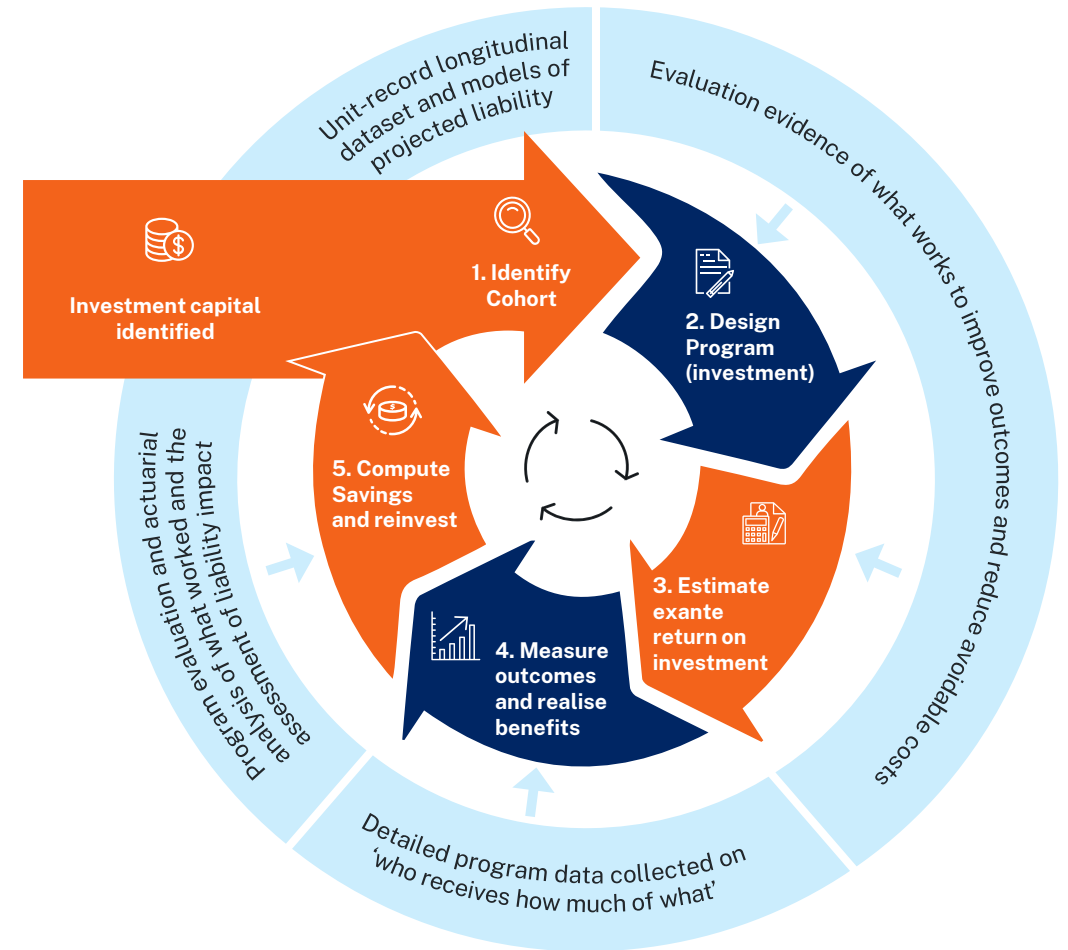 Unit-record longitudinal
dataset and models of
projected liability
Evaluation evidence of what works to improve outcomes and reduce avoidable costs
$
Investment capital
identified
1. Identify
Cohort
2. Design
Program
(investment)
3. Estimate
exante
return on
investment
4. Measure
outcomes
and realise
benefits
$
5. Compute
Savings
and reinvest
Detailed program data collected on
‘who receives how much of what’
Program evaluation and actuarial
analysis of what worked and the
assessment of liability impact